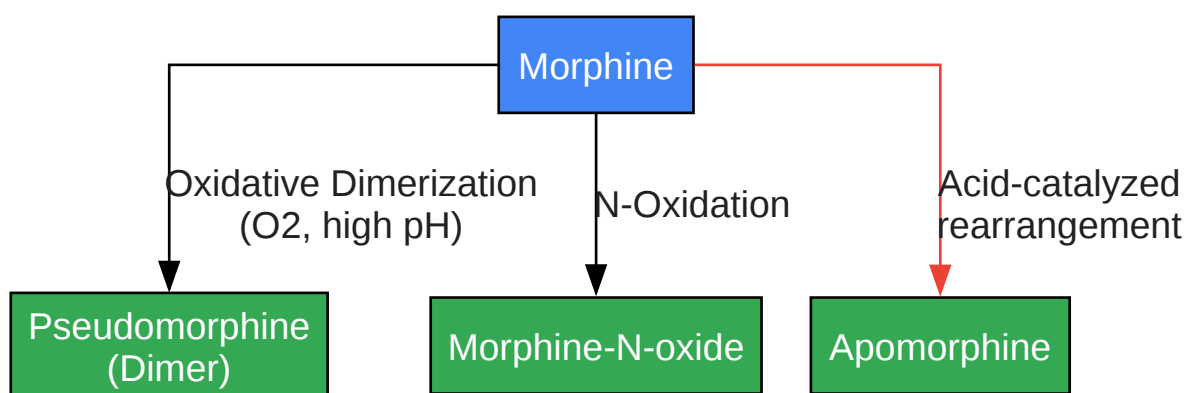 Morphine
Oxidative Dimerization
(O2, high pH)
N-Oxidation
Acid-catalyzed
rearrangement
Pseudomorphine
(Dimer)
Morphine-N-oxide
Apomorphine